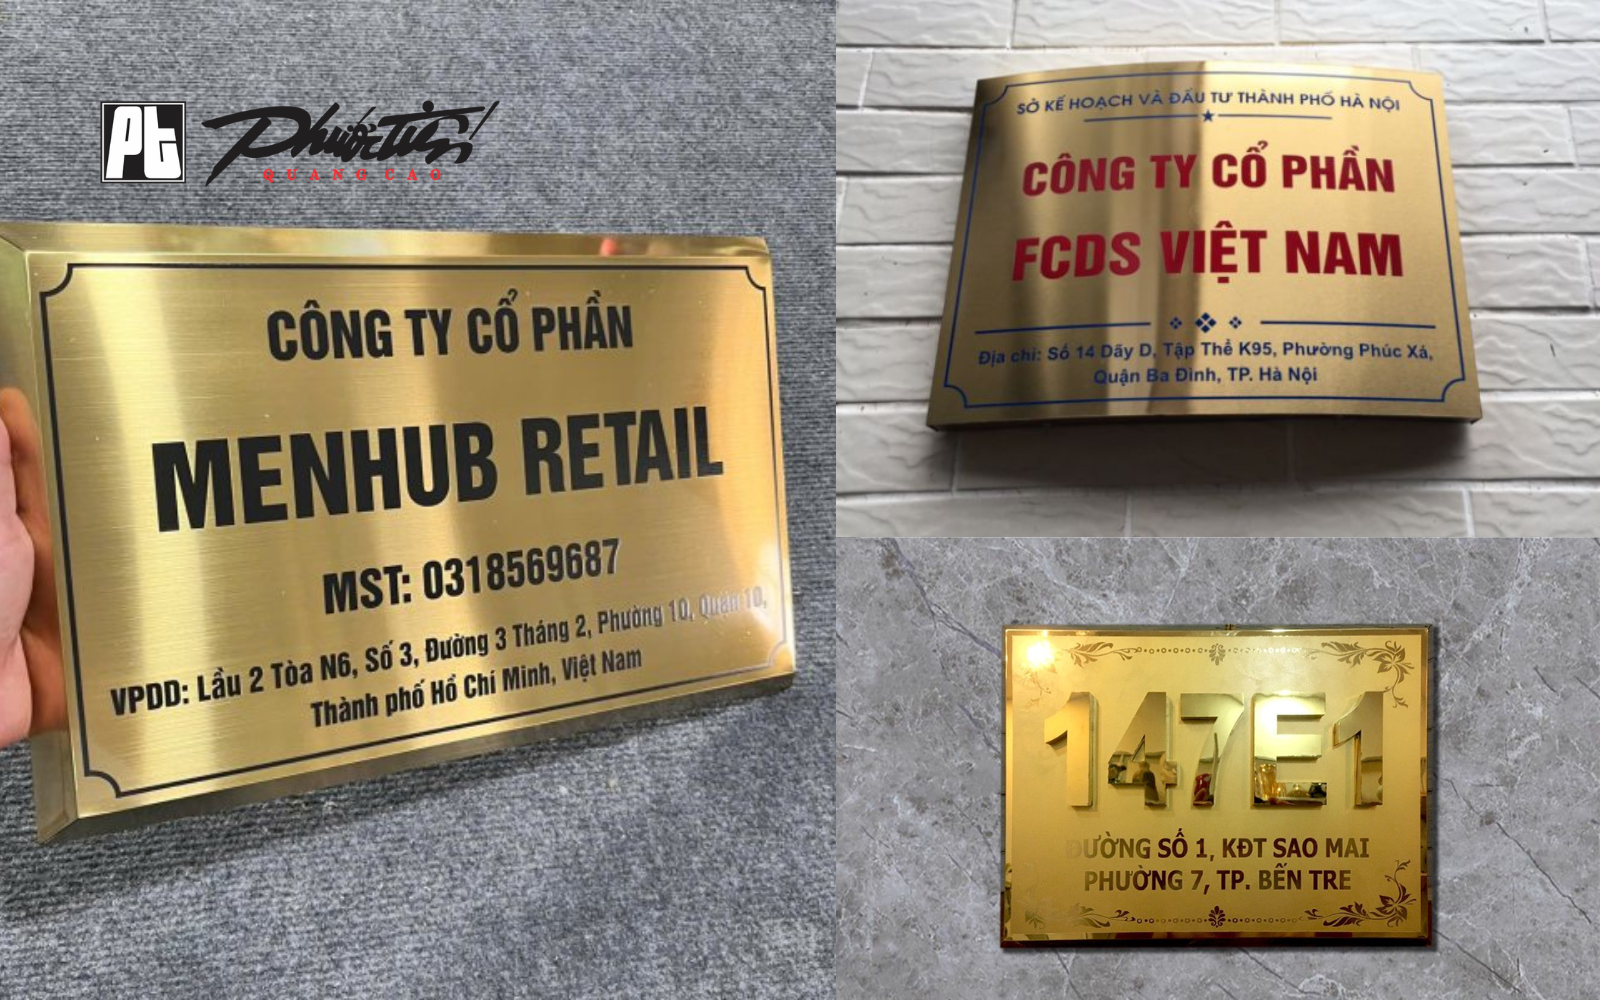 Pt Phước Tiến
QUẢNG CÁO
CÔNG TY CỔ PHẦN
MENHUB RETAIL
MST: 0318569687
VPDD: Lầu 2 Tòa N6, Số 3, Đường 3 Tháng 2, Phường 10, Quận 10,
Thành phố Hồ Chí Minh, Việt Nam
SỞ KẾ HOẠCH VÀ ĐẦU TƯ THÀNH PHỐ HÀ NỘI
CÔNG TY CỔ PHẦN
FCDS VIỆT NAM
Địa chỉ: Số 14 Dãy D, Tập Thể K95, Phường Phúc Xá,
Quận Ba Đình, TP. Hà Nội
147E1
ĐƯỜNG SỐ 1, KĐT SAO MAI
PHƯỜNG 7, TP. BẾN TRE